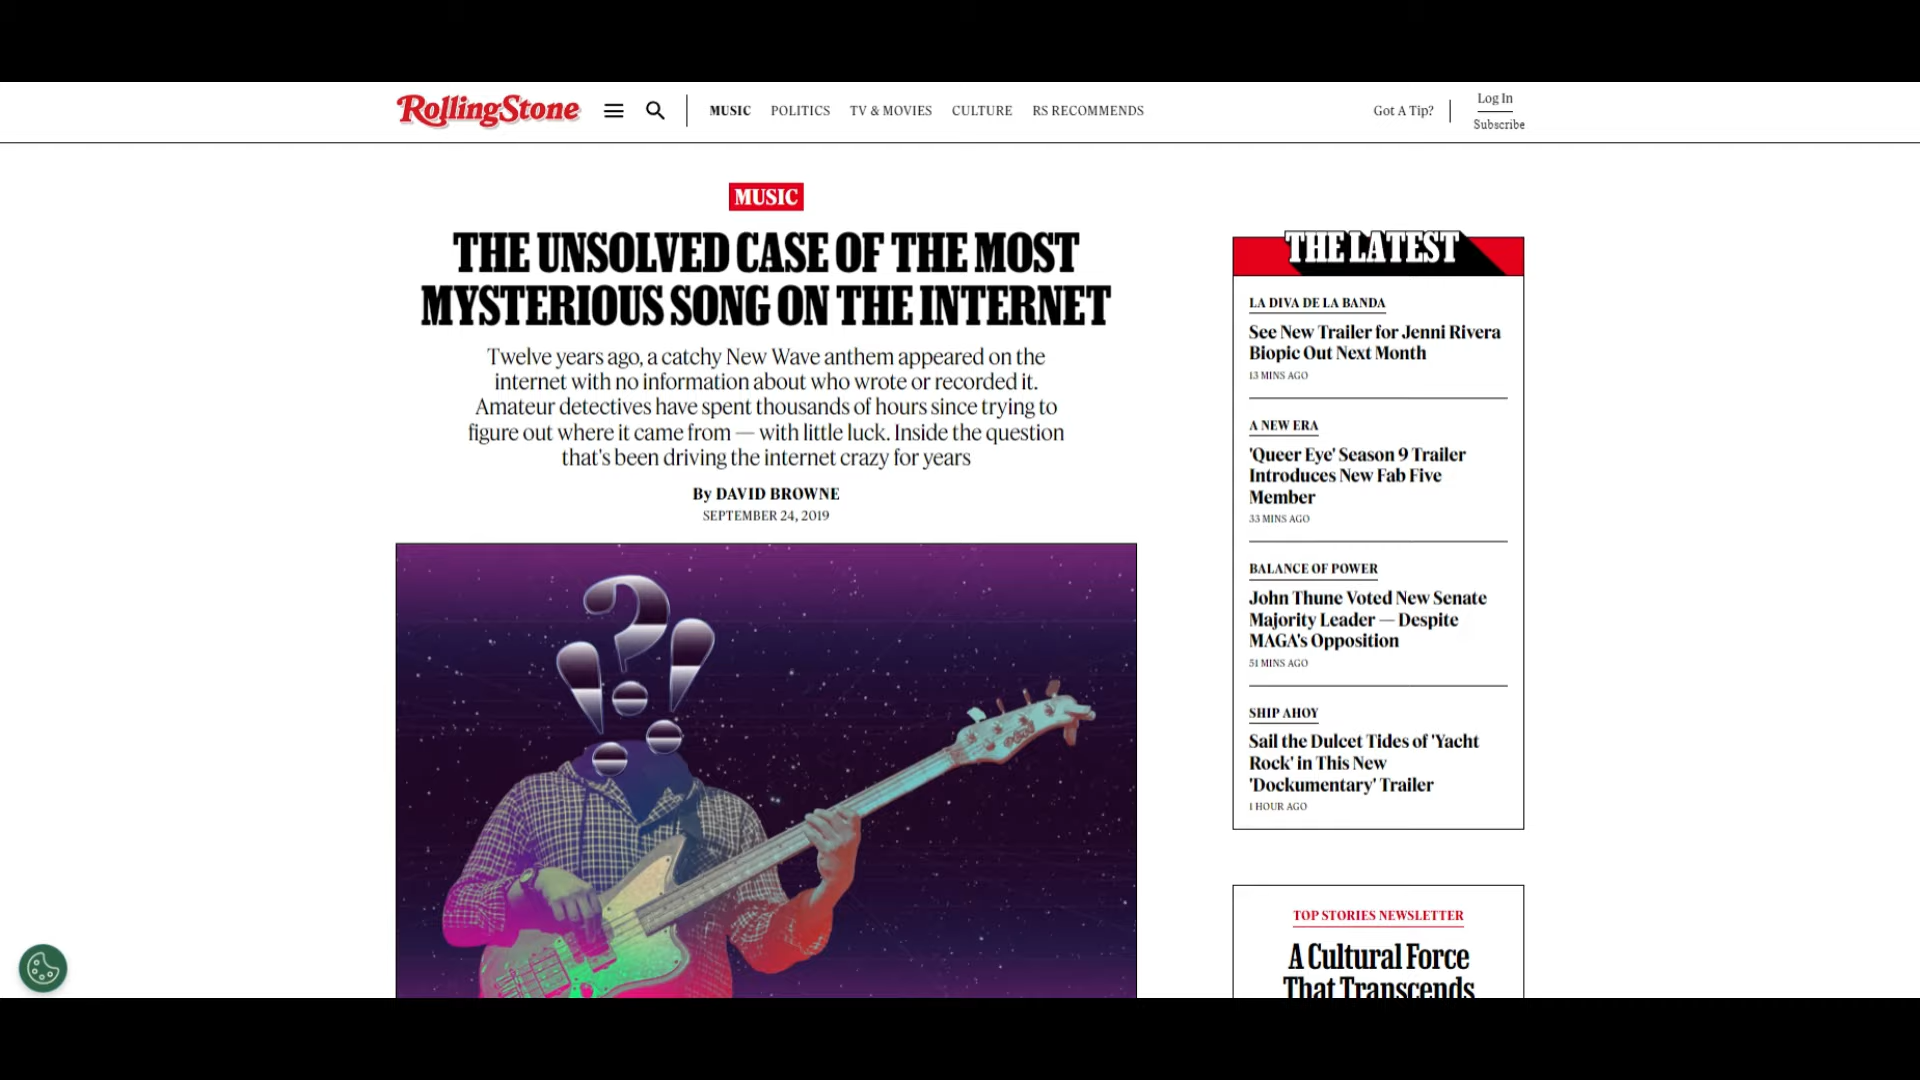 RollingStone
MUSIC POLITICS TV & MOVIES CULTURE RS RECOMMENDS
Got A Tip?
Log In
Subscribe
MUSIC
THE UNSOLVED CASE OF THE MOST
MYSTERIOUS SONG ON THE INTERNET
Twelve years ago, a catchy New Wave anthem appeared on the
internet with no information about who wrote or recorded it.
Amateur detectives have spent thousands of hours since trying to
figure out where it came from — with little luck. Inside the question
that's been driving the internet crazy for years
By DAVID BROWNE
SEPTEMBER 24, 2019
?
THE LATEST
LA DIVA DE LA BANDA
See New Trailer for Jenni Rivera
Biopic Out Next Month
13 MINS AGO
A NEW ERA
'Queer Eye' Season 9 Trailer
Introduces New Fab Five
Member
33 MINS AGO
BALANCE OF POWER
John Thune Voted New Senate
Majority Leader — Despite
MAGA's Opposition
51 MINS AGO
SHIP AHOY
Sail the Dulcet Tides of 'Yacht
Rock' in This New
'Dockumentary' Trailer
1 HOUR AGO
TOP STORIES NEWSLETTER
A Cultural Force
That Transcends